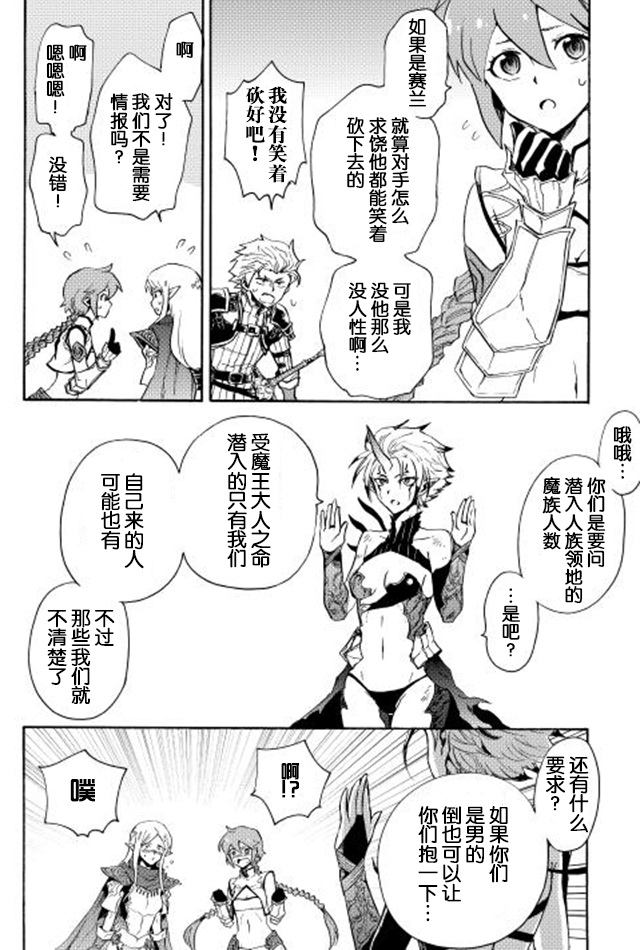 如果是赛兰
就算对手怎么
求饶他都能笑着
砍下去的
可是我
没他那么
没人性啊…
我没有笑着
砍好吧！
啊
对了！
我们不是需要
情报吗？
啊
嗯嗯嗯！
没错！
哦哦…
你们是要问
潜入人族领地的
魔族人数
…是吧？
受魔王大人之命
潜入的只有我们
自己来的人
可能也有
不过
那些我们就
不清楚了
还有什么
要求？
如果你们
是男的
倒也可以让
你们抱一下…
啊!?
噗